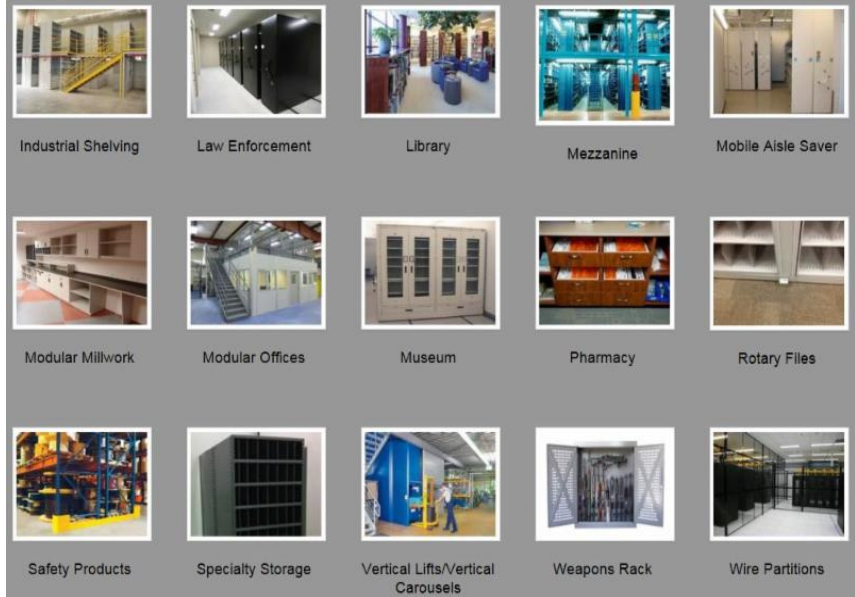 Industrial Shelving
Law Enforcement
Library
Mezzanine
Mobile Aisle Saver
Modular Millwork
Modular Offices
Museum
Pharmacy
Rotary Files
Safety Products
Specialty Storage
Vertical Lifts/Vertical
Carousels
Weapons Rack
Wire Partitions